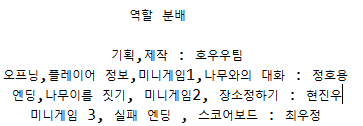 역할 분배
기획,제작 : 호우우팀
오프닝,플레이어 정보,미니게임1,나무와의 대화 : 정호용
엔딩,나무이름 짓기, 미니게임2, 장소정하기 : 현진우
미니게임 3, 실패 엔딩 , 스코어보드 : 최우정